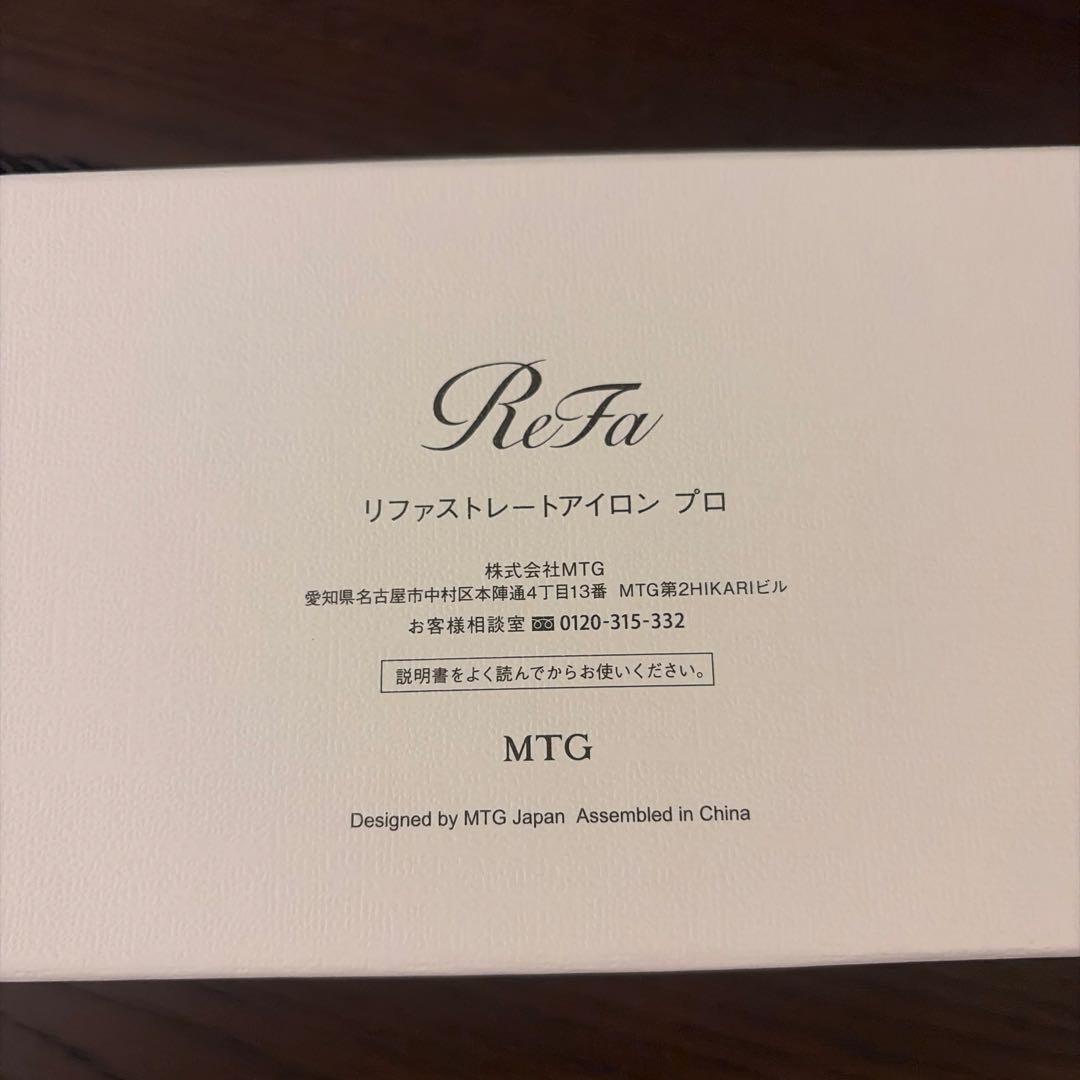 ReFa
リファストレートアイロン プロ
株式会社MTG
愛知県名古屋市中村区本陣通4丁目13番 MTG第2HIKARIビル
お客様相談室 0120-315-332
説明書をよく読んでからお使いください。
MTG
Designed by MTG Japan Assembled in China